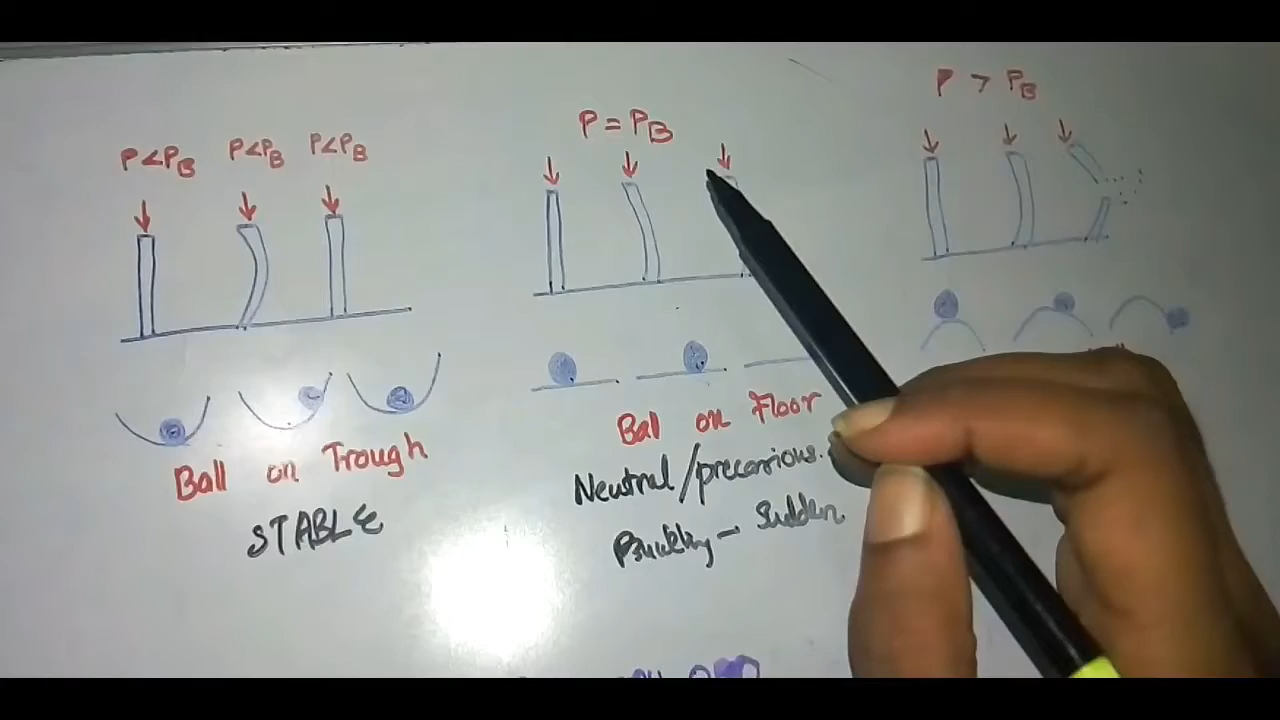 P<PB P<PB P<PB
P = PB
P > PB
Ball on Trough
STABLE
Ball on Floor
Neutral/precarious.
Buckling - Sudden